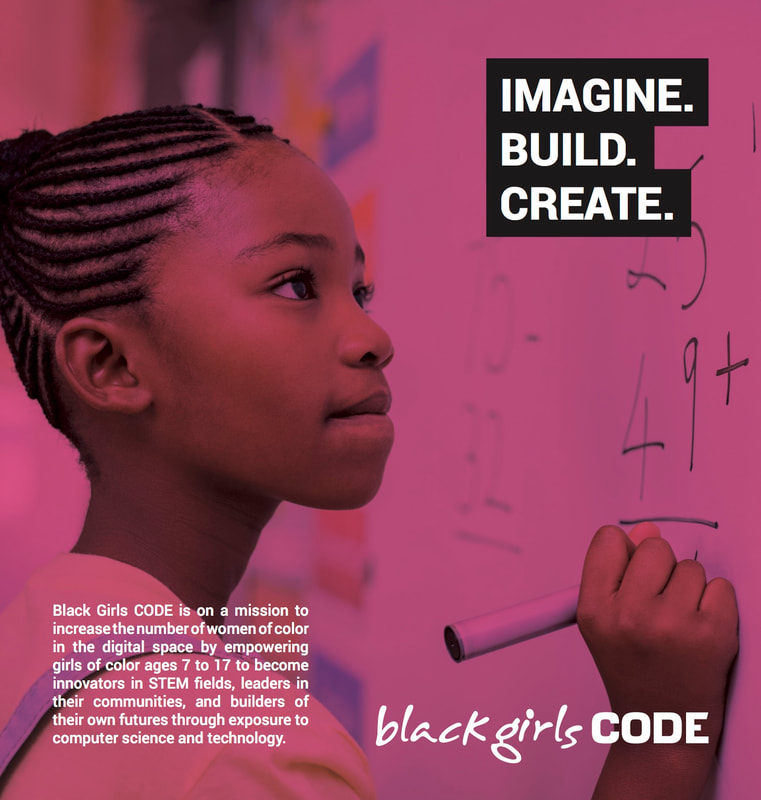 IMAGINE.
BUILD.
CREATE.
25
49+
Black Girls CODE is on a mission to
increase the number of women of color
in the digital space by empowering
girls of color ages 7 to 17 to become
innovators in STEM fields, leaders in
their communities, and builders of
their own futures through exposure to
computer science and technology.
black girls CODE